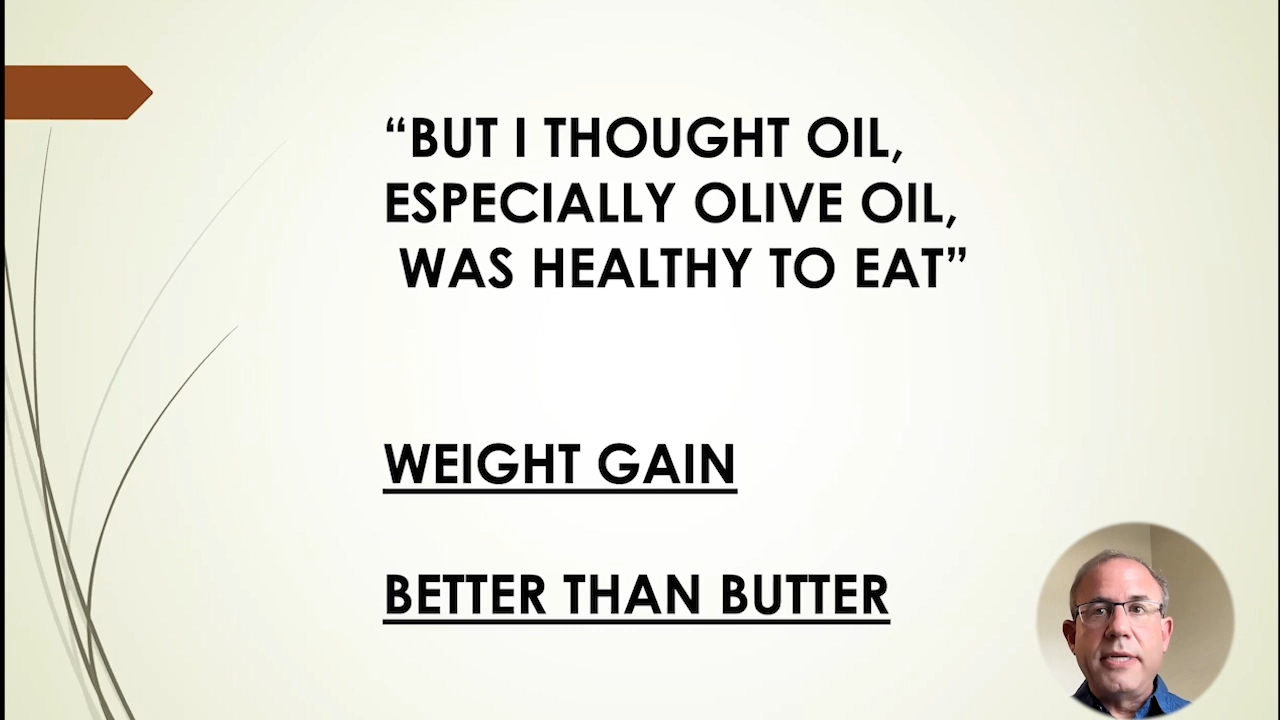 “BUT I THOUGHT OIL,
ESPECIALLY OLIVE OIL,
WAS HEALTHY TO EAT”
WEIGHT GAIN
BETTER THAN BUTTER